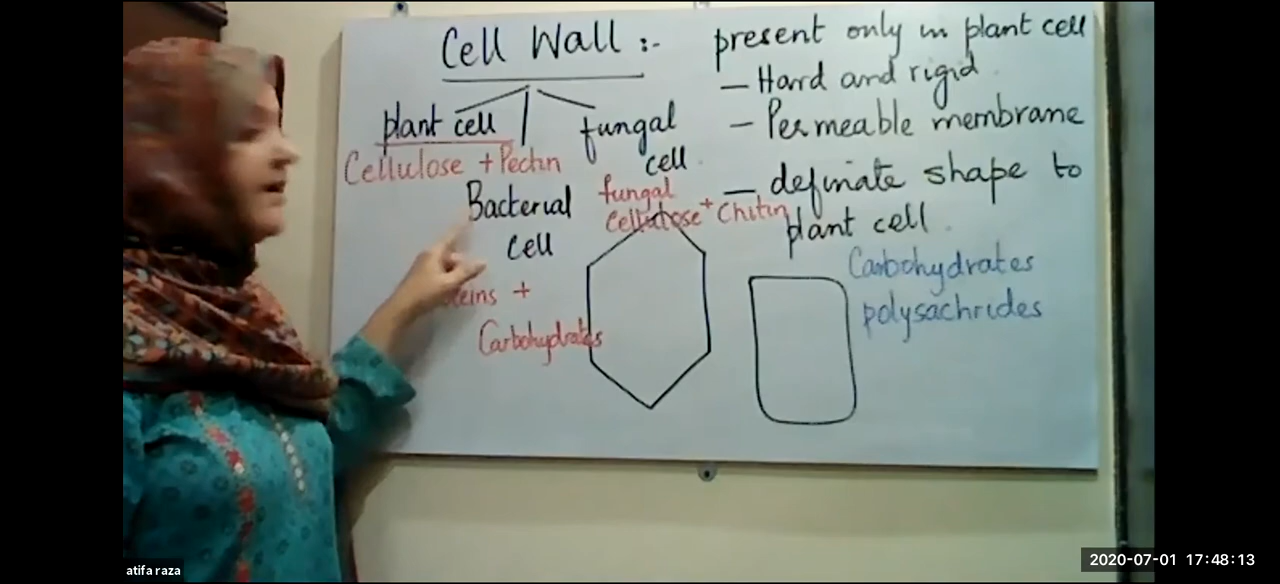 Cell Wall :-
plant cell
fungal
cell
Cellulose + Pectin
Bacterial
cell
fungal
Cellulose + Chitin
teins +
Carbohydrates
present only in plant cell
— Hard and rigid
— Permeable membrane
— definate shape to
plant cell
Carbohydrates
polysachrides
atifa raza
2020-07-01 17:48:13